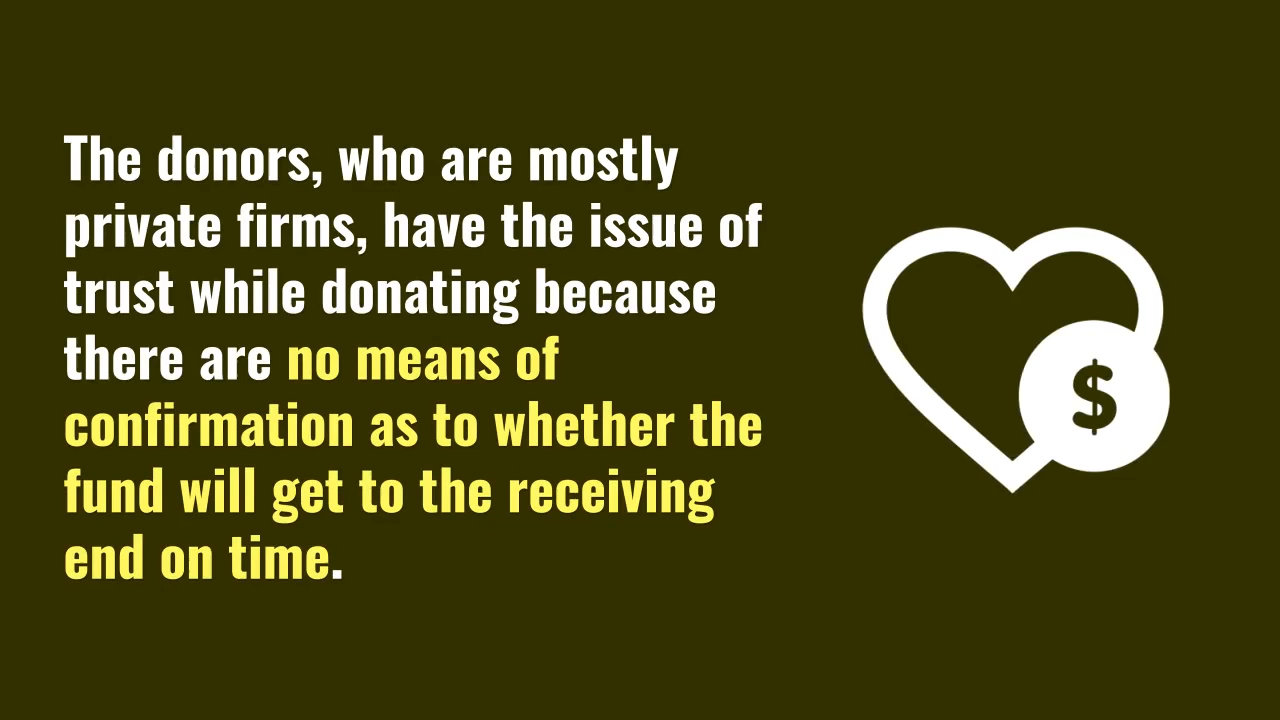 The donors, who are mostly
private firms, have the issue of
trust while donating because
there are no means of
confirmation as to whether the
fund will get to the receiving
end on time.
$